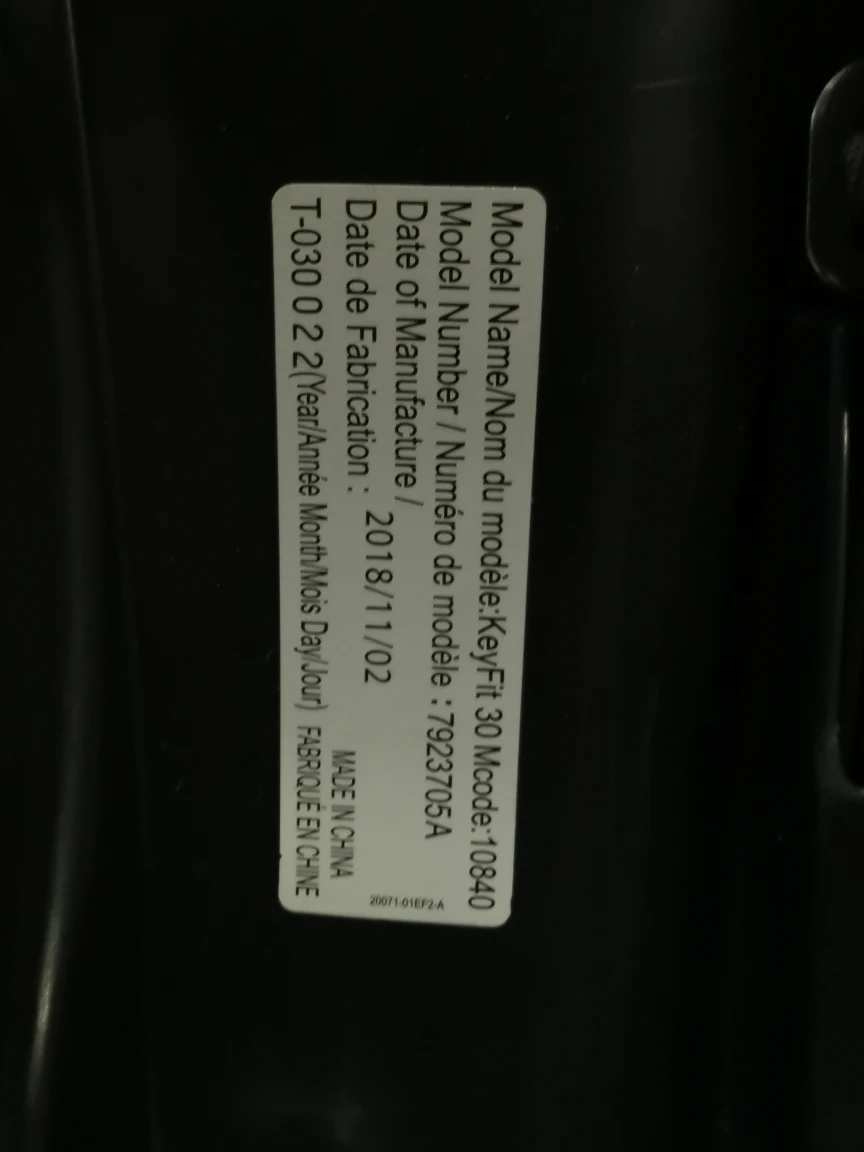 Model Name/Nom du modèle:KeyFit 30 Mcode:10840
Model Number / Numéro de modèle : 7923705A
Date of Manufacture /
Date de Fabrication : 2018/11/02
T-030 0 2 2(Year/Année Month/Mois Day/Jour)
MADE IN CHINA
FABRIQUÉ EN CHINE
20071-01EF2-A